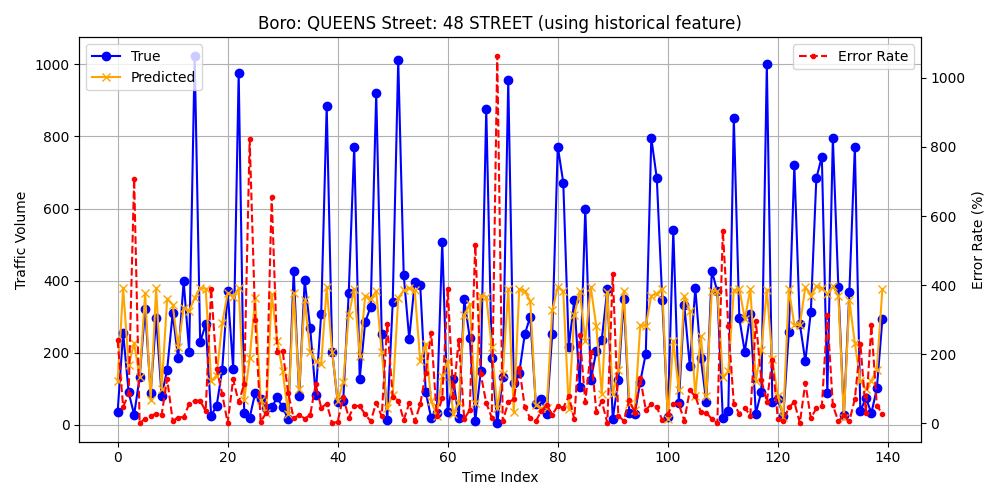 Boro: QUEENS Street: 48 STREET (using historical feature)
True
Predicted
Error Rate
Traffic Volume
1000
800
600
400
200
0
1000
800
600
400
200
0
Error Rate (%)
0 20 40 60 80 100 120 140
Time Index